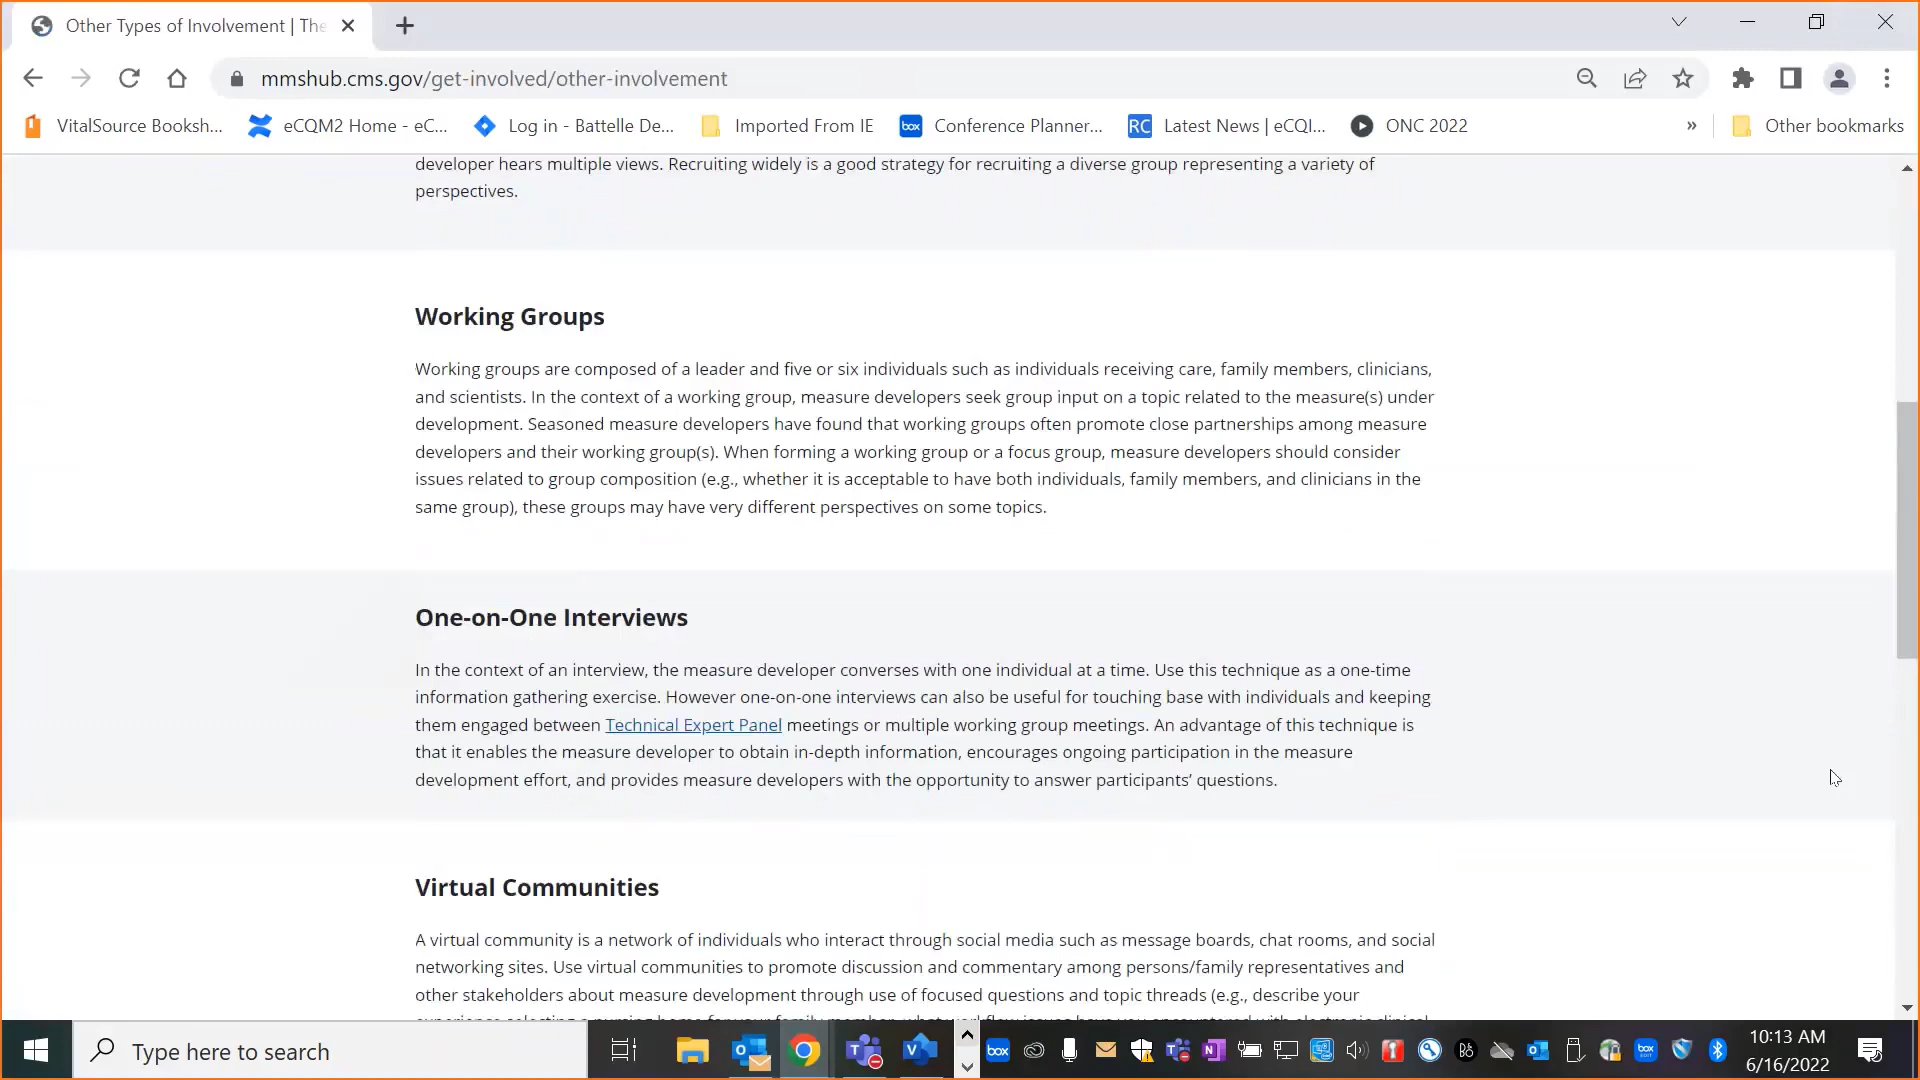 Other Types of Involvement | The
mmshub.cms.gov/get-involved/other-involvement
VitalSource Booksh... eCQM2 Home - eC... Log in - Battelle De... Imported From IE box Conference Planner... RC Latest News | eCQI... ONC 2022 » Other bookmarks
developer hears multiple views. Recruiting widely is a good strategy for recruiting a diverse group representing a variety of
perspectives.
Working Groups
Working groups are composed of a leader and five or six individuals such as individuals receiving care, family members, clinicians,
and scientists. In the context of a working group, measure developers seek group input on a topic related to the measure(s) under
development. Seasoned measure developers have found that working groups often promote close partnerships among measure
developers and their working group(s). When forming a working group or a focus group, measure developers should consider
issues related to group composition (e.g., whether it is acceptable to have both individuals, family members, and clinicians in the
same group), these groups may have very different perspectives on some topics.
One-on-One Interviews
In the context of an interview, the measure developer converses with one individual at a time. Use this technique as a one-time
information gathering exercise. However one-on-one interviews can also be useful for touching base with individuals and keeping
them engaged between Technical Expert Panel meetings or multiple working group meetings. An advantage of this technique is
that it enables the measure developer to obtain in-depth information, encourages ongoing participation in the measure
development effort, and provides measure developers with the opportunity to answer participants' questions.
Virtual Communities
A virtual community is a network of individuals who interact through social media such as message boards, chat rooms, and social
networking sites. Use virtual communities to promote discussion and commentary among persons/family representatives and
other stakeholders about measure development through use of focused questions and topic threads (e.g., describe your
Type here to search
box
10:13 AM
6/16/2022